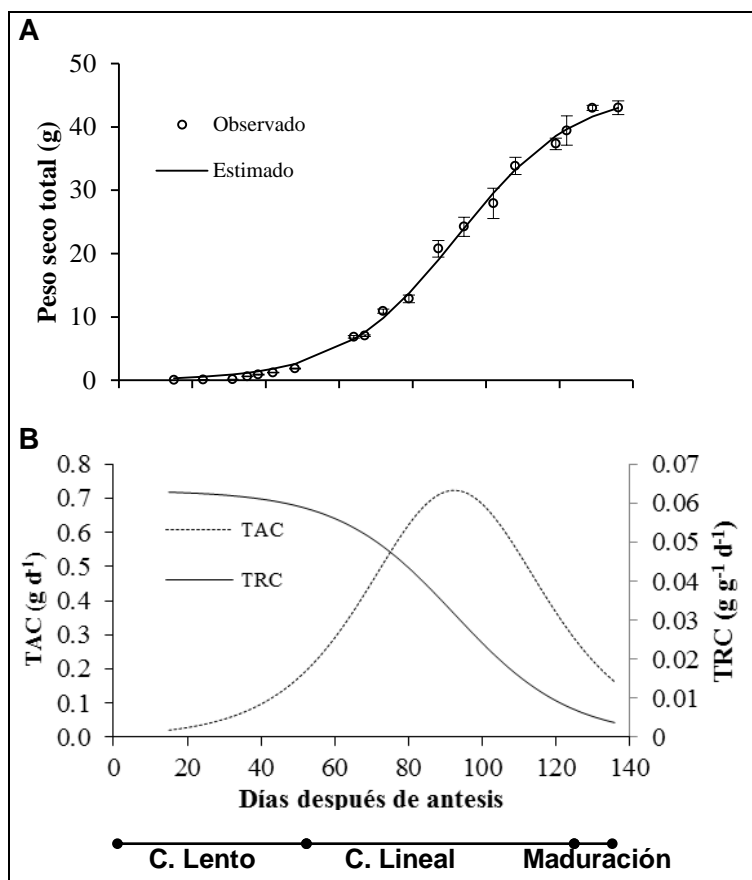 A
50
40
30
20
10
0
Peso seco total (g)
Observado
Estimado
B
0.8
0.7
0.6
0.5
0.4
0.3
0.2
0.1
0.0
TAC (g d-1)
TAC
TRC
0.07
0.06
0.05
0.04
0.03
0.02
0.01
0
TRC (g g-1 d-1)
0 20 40 60 80 100 120 140
Días después de antesis
C. Lento C. Lineal Maduración